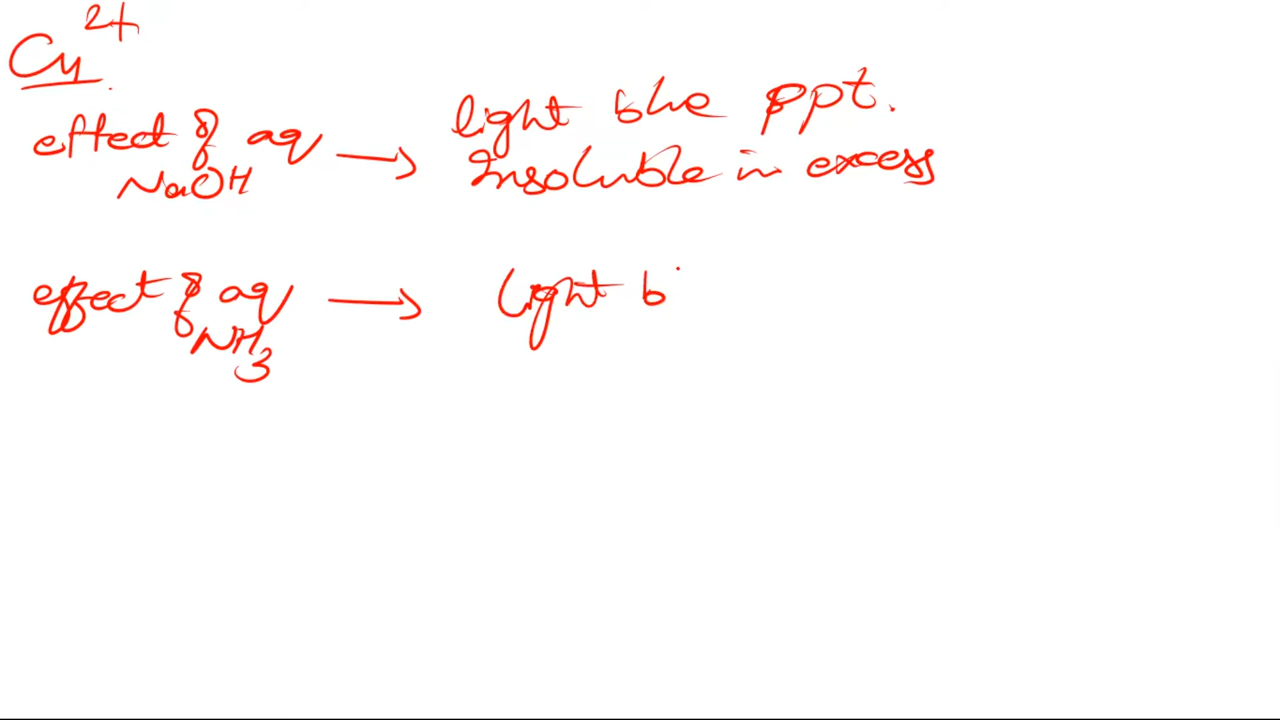 Cu²⁺
effect of aq → light blue ppt.
NaOH Insoluble in excess
effect of aq → light b
NH₃